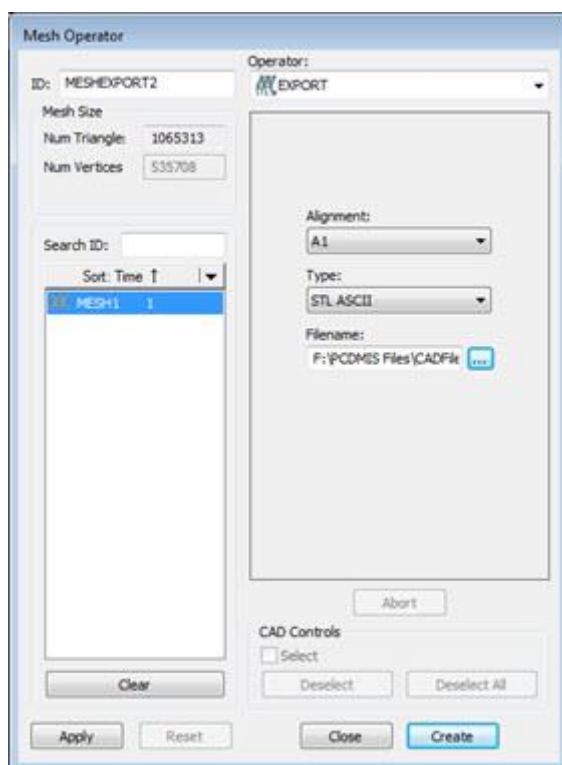 Mesh Operator
ID: MESHEXPORT2
Operator:
EXPORT
Mesh Size
Num Triangle: 1065313
Num Vertices 535708
Search ID:
Sort: Time ↑
MESH1 1
Alignment:
A1
Type:
STL ASCII
Filename:
F:\PCDMIS Files\CADFile
...
Abort
CAD Controls
Select
Deselect Deselect All
Clear
Apply Reset Close Create